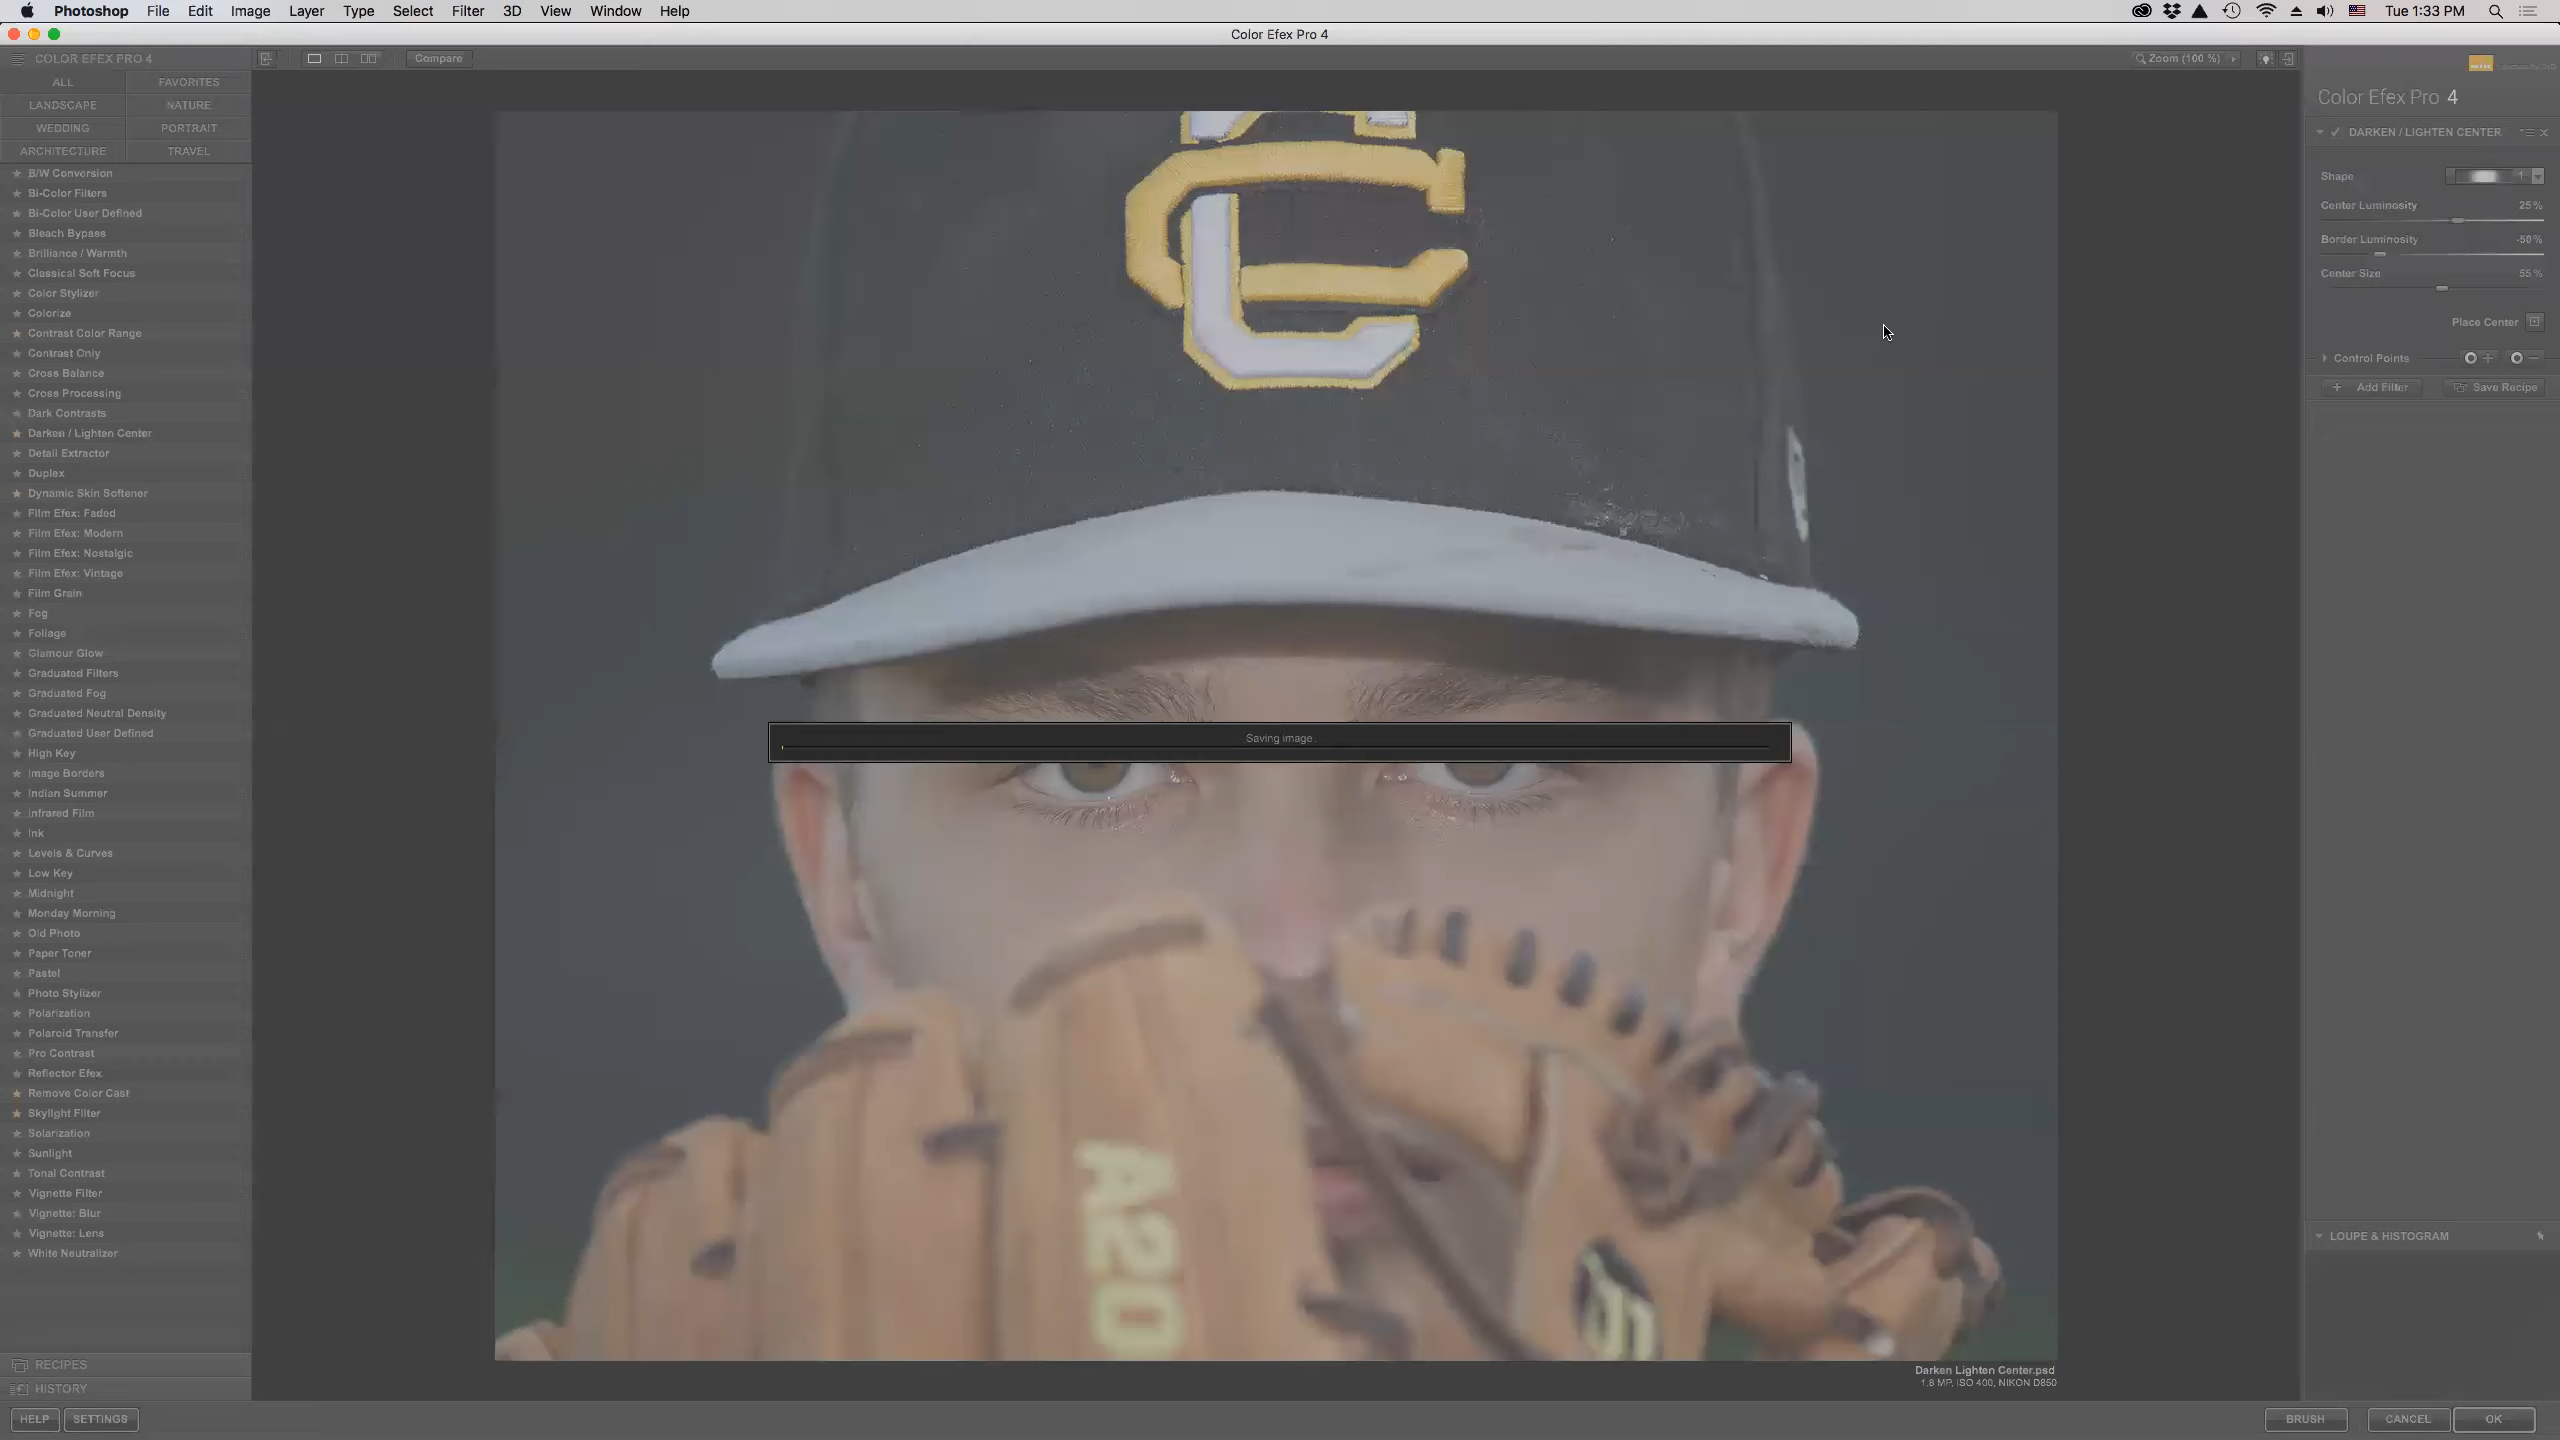 Photoshop File Edit Image Layer Type Select Filter 3D View Window Help Tue 1:33 PM
Color Efex Pro 4
COLOR EFEX PRO 4
Compare
Zoom (100 %)
ALL FAVORITES
LANDSCAPE NATURE
WEDDING PORTRAIT
ARCHITECTURE TRAVEL
B/W Conversion
Bi-Color Filters
Bi-Color User Defined
Bleach Bypass
Brilliance / Warmth
Classical Soft Focus
Color Stylizer
Colorize
Contrast Color Range
Contrast Only
Cross Balance
Cross Processing
Dark Contrasts
Darken / Lighten Center
Detail Extractor
Duplex
Dynamic Skin Softener
Film Efex: Faded
Film Efex: Modern
Film Efex: Nostalgic
Film Efex: Vintage
Film Grain
Fog
Foliage
Glamour Glow
Graduated Filters
Graduated Fog
Graduated Neutral Density
Graduated User Defined
High Key
Image Borders
Indian Summer
Infrared Film
Ink
Levels & Curves
Low Key
Midnight
Monday Morning
Old Photo
Paper Toner
Pastel
Photo Stylizer
Polarization
Polaroid Transfer
Pro Contrast
Reflector Efex
Remove Color Cast
Skylight Filter
Solarization
Sunlight
Tonal Contrast
Vignette Filter
Vignette: Blur
Vignette: Lens
White Neutralizer
RECIPES
HISTORY
HELP SETTINGS
Saving image.
A20
Darken Lighten Center.psd
1.8 MP, ISO 400, NIKON D850
Color Efex Pro 4
DARKEN / LIGHTEN CENTER
Shape 1
Center Luminosity 25 %
Border Luminosity -50 %
Center Size 55 %
Place Center
Control Points
Add Filter Save Recipe
LOUPE & HISTOGRAM
BRUSH CANCEL OK